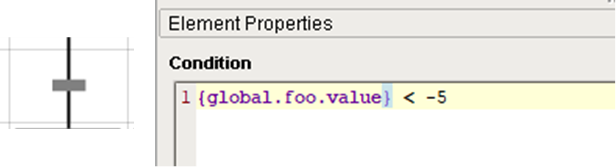 Element Properties
Condition
1 {global.foo.value} < -5